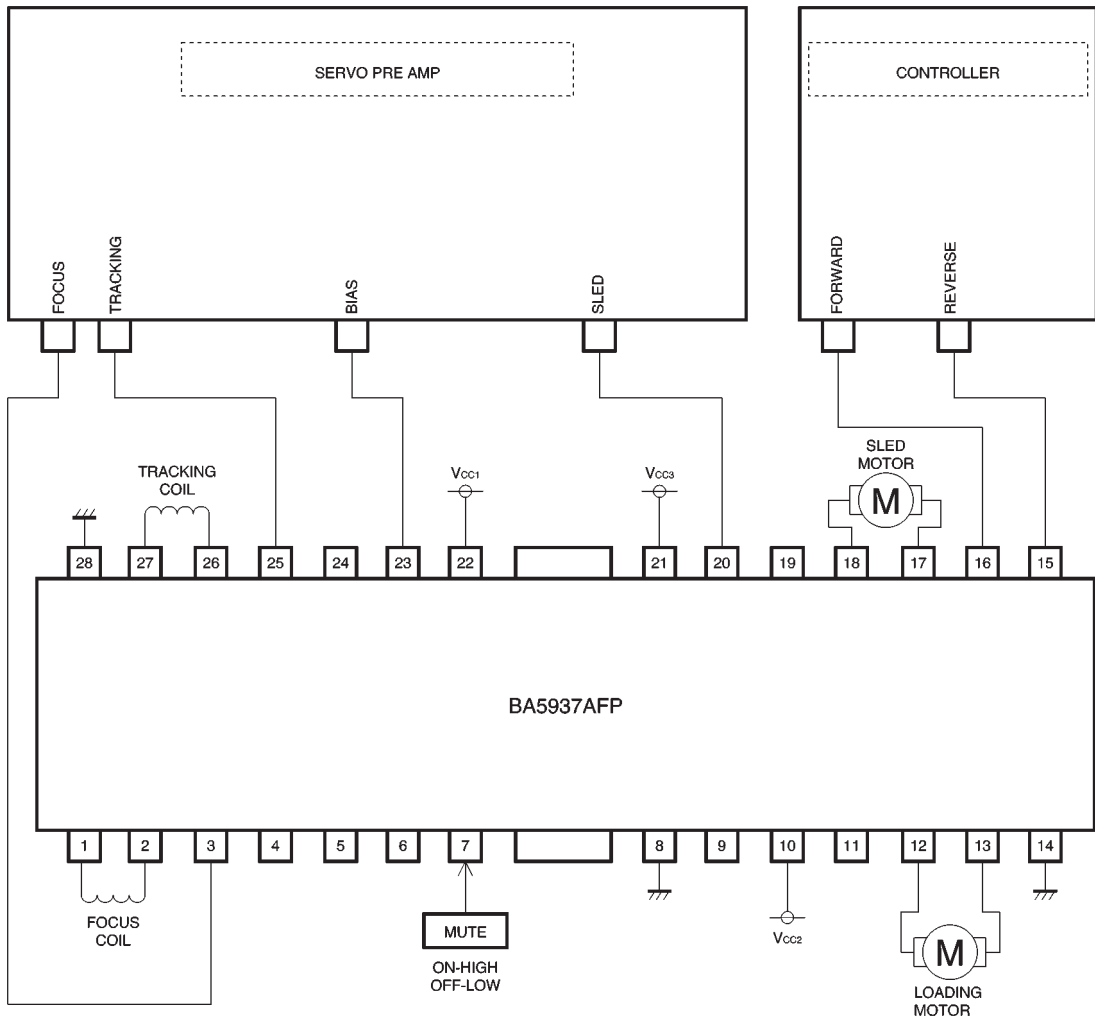 SERVO PRE AMP
CONTROLLER
FOCUS
TRACKING
BIAS
SLED
FORWARD
REVERSE
TRACKING
COIL
VCC1
VCC3
SLED
MOTOR
M
28 27 26 25 24 23 22 21 20 19 18 17 16 15
BA5937AFP
1 2 3 4 5 6 7 8 9 10 11 12 13 14
FOCUS
COIL
MUTE
ON-HIGH
OFF-LOW
VCC2
M
LOADING
MOTOR